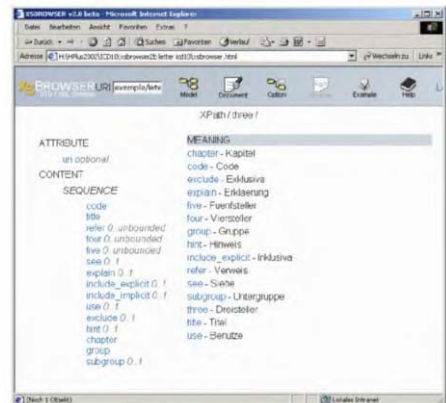 XSBROWSER v2.0 beta - Microsoft Internet Explorer
Datei Bearbeiten Ansicht Favoriten Extras ?
Zurück Suchen Favoriten Verlauf
Adresse Wechseln zu Links
BROWSER URI example/lette
Model Document Option Example Help
XPath / three /
ATTRIBUTE
uri optional
CONTENT
SEQUENCE
code
title
refer 0..unbounded
four 0..unbounded
five 0..unbounded
see 0..1
explain 0..1
include_explicit 0..1
include_implicit 0..1
use 0..1
exclude 0..1
hint 0..1
chapter
group
subgroup 0..1
MEANING
chapter - Kapitel
code - Code
exclude - Exklusiva
explain - Erklaerung
five - Fuenfsteller
four - Viersteller
group - Gruppe
hint - Hinweis
include_explicit - Inklusiva
refer - Verweis
see - Siehe
subgroup - Untergruppe
three - Dreisteller
title - Titel
use - Benutze
(Noch 1 Objekt) Lokales Intranet